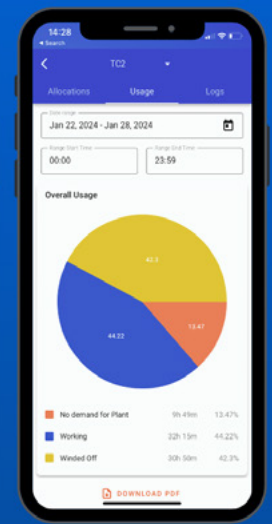 14:28
Search
TC2
Allocations Usage Logs
Date range
Jan 22, 2024 - Jan 28, 2024
Range Start Time Range End Time
00:00 23:59
Overall Usage
42.3
13.47
44.22
No demand for Plant 9h 49m 13.47%
Working 32h 15m 44.22%
Winded Off 30h 50m 42.3%
DOWNLOAD PDF